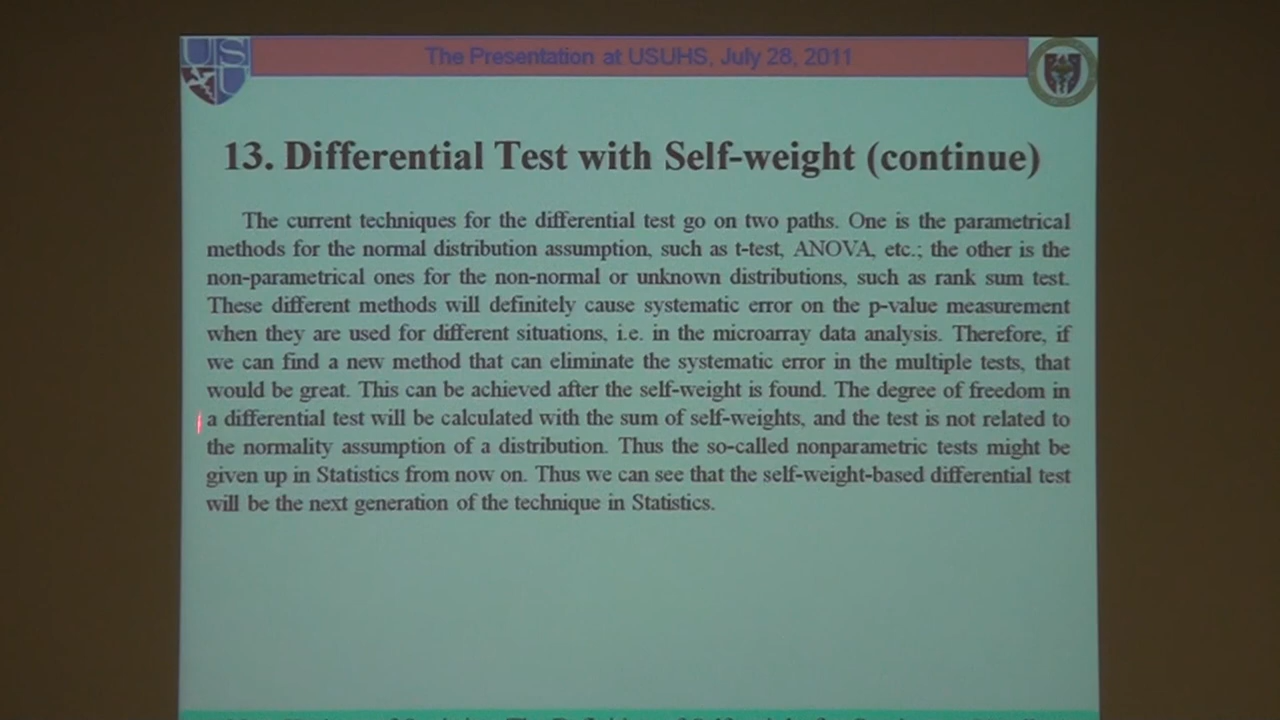 USU
The Presentation at USUHS, July 28, 2011
13. Differential Test with Self-weight (continue)
The current techniques for the differential test go on two paths. One is the parametrical
methods for the normal distribution assumption, such as t-test, ANOVA, etc.; the other is the
non-parametrical ones for the non-normal or unknown distributions, such as rank sum test.
These different methods will definitely cause systematic error on the p-value measurement
when they are used for different situations, i.e. in the microarray data analysis. Therefore, if
we can find a new method that can eliminate the systematic error in the multiple tests, that
would be great. This can be achieved after the self-weight is found. The degree of freedom in
a differential test will be calculated with the sum of self-weights, and the test is not related to
the normality assumption of a distribution. Thus the so-called nonparametric tests might be
given up in Statistics from now on. Thus we can see that the self-weight-based differential test
will be the next generation of the technique in Statistics.